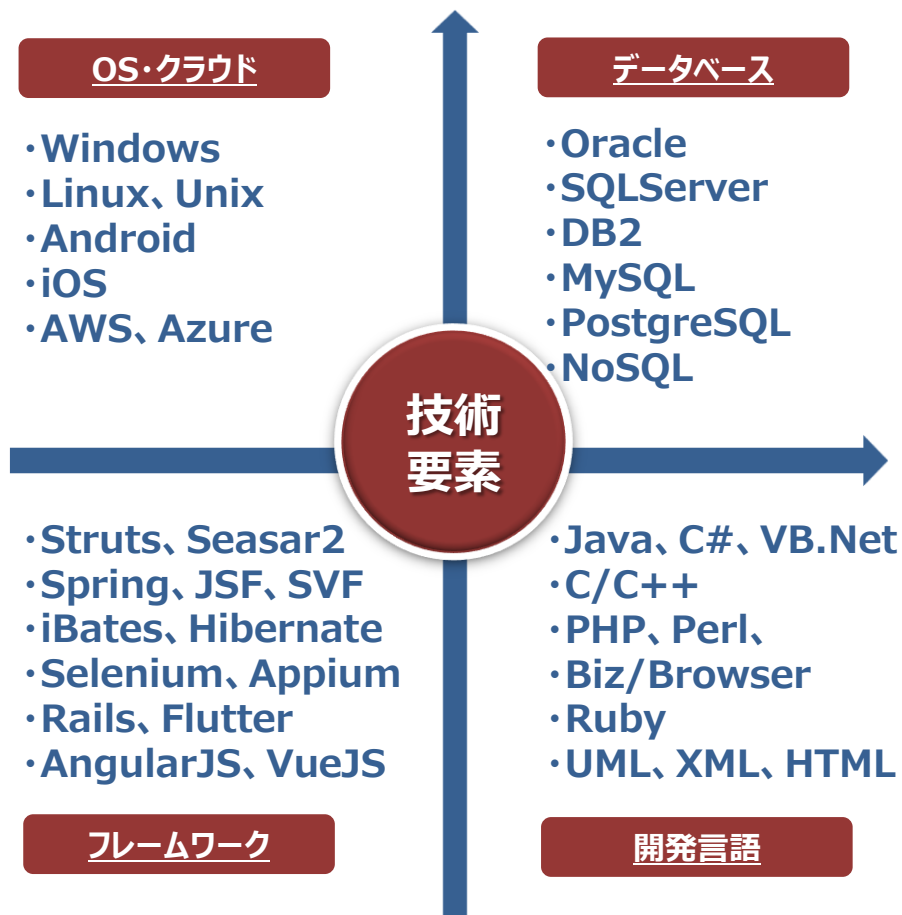 OS・クラウド
・Windows
・Linux、Unix
・Android
・iOS
・AWS、Azure
データベース
・Oracle
・SQLServer
・DB2
・MySQL
・PostgreSQL
・NoSQL
技術
要素
・Struts、Seasar2
・Spring、JSF、SVF
・iBates、Hibernate
・Selenium、Appium
・Rails、Flutter
・AngularJS、VueJS
フレームワーク
・Java、C#、VB.Net
・C/C++
・PHP、Perl、
・Biz/Browser
・Ruby
・UML、XML、HTML
開発言語